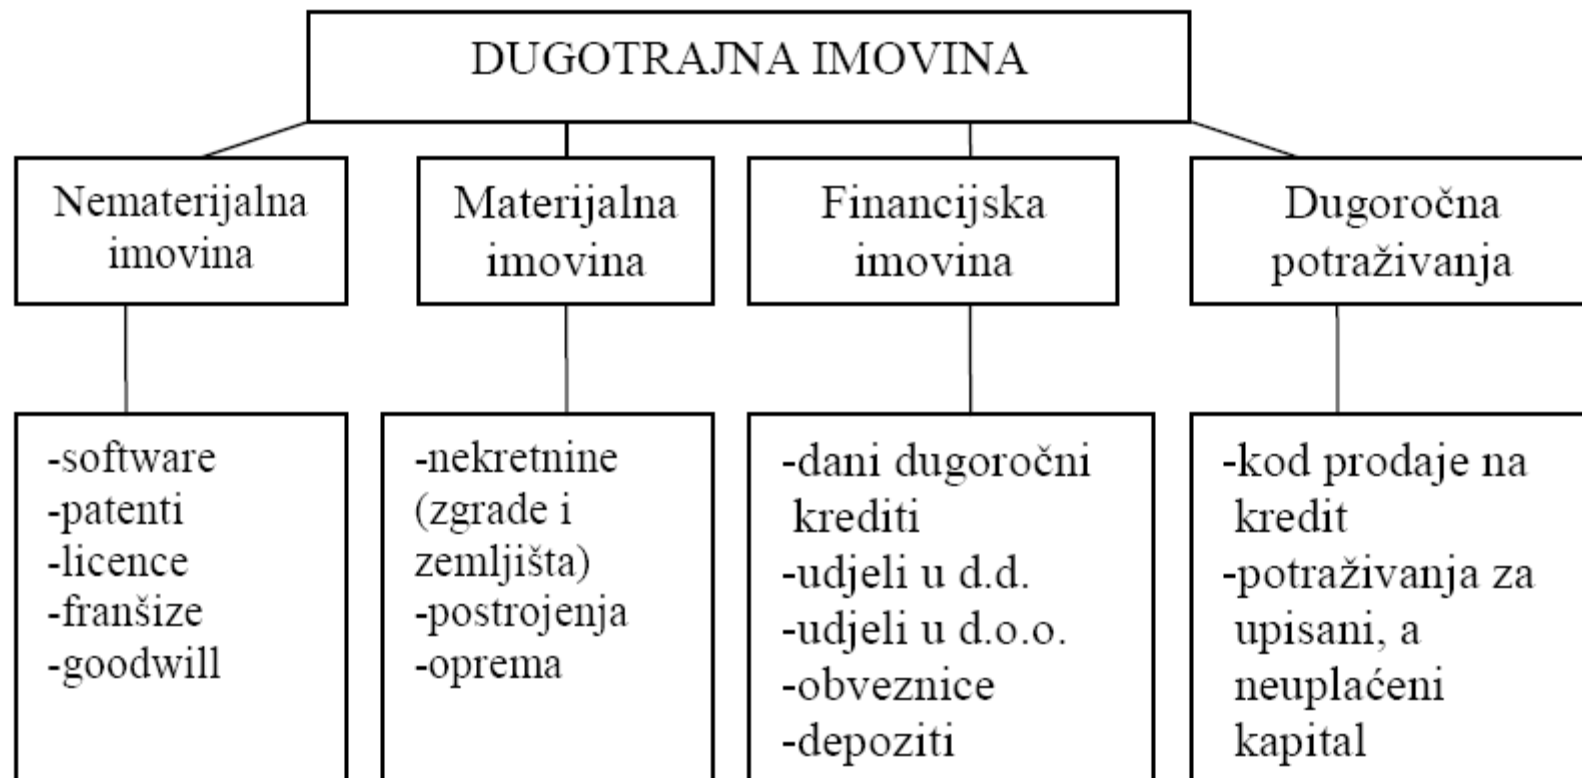 DUGOTRAJNA IMOVINA
Nematerijalna
imovina
Materijalna
imovina
Financijska
imovina
Dugoročna
potraživanja
-software
-patenti
-licence
-franšize
-goodwill
-nekretnine
(zgrade i
zemljišta)
-postrojenja
-oprema
-dani dugoročni
krediti
-udjeli u d.d.
-udjeli u d.o.o.
-obveznice
-depoziti
-kod prodaje na
kredit
-potraživanja za
upisani, a
neuplaćeni
kapital